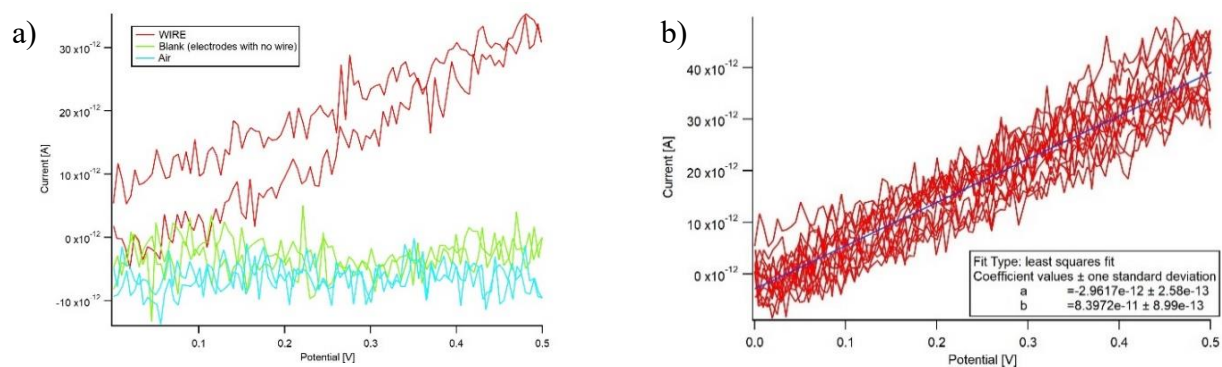 a)
WIRE
Blank (electrodes with no wire)
Air
30 x10⁻¹²
20 x10⁻¹²
10 x10⁻¹²
0 x10⁻¹²
-10 x10⁻¹²
Current [A]
0.1 0.2 0.3 0.4 0.5
Potential [V]
b)
40 x10⁻¹²
30 x10⁻¹²
20 x10⁻¹²
10 x10⁻¹²
0 x10⁻¹²
Current [A]
Fit Type: least squares fit
Coefficient values ± one standard deviation
a =-2.9617e-12 ± 2.58e-13
b =8.3972e-11 ± 8.99e-13
0.0 0.1 0.2 0.3 0.4 0.5
Potential [V]